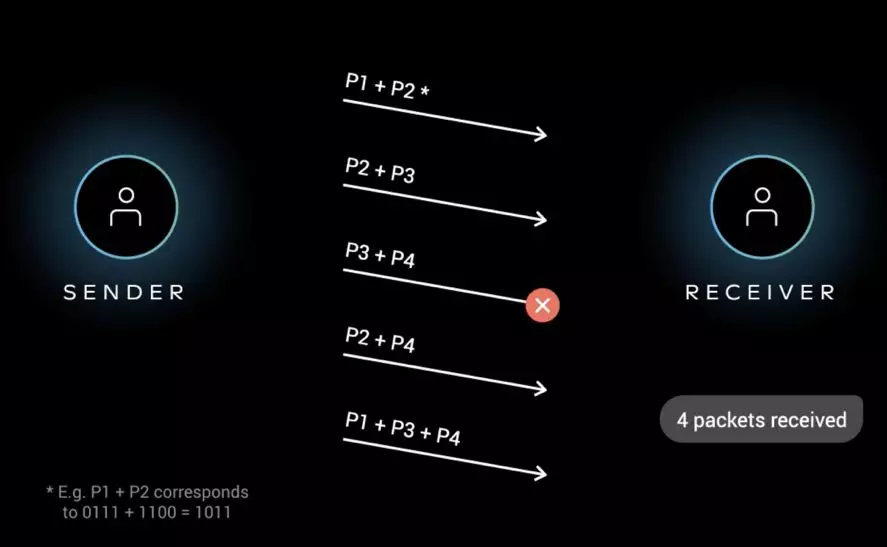 P1 + P2 *
P2 + P3
SENDER
P3 + P4
RECEIVER
P2 + P4
P1 + P3 + P4
4 packets received
* E.g. P1 + P2 corresponds
to 0111 + 1100 = 1011